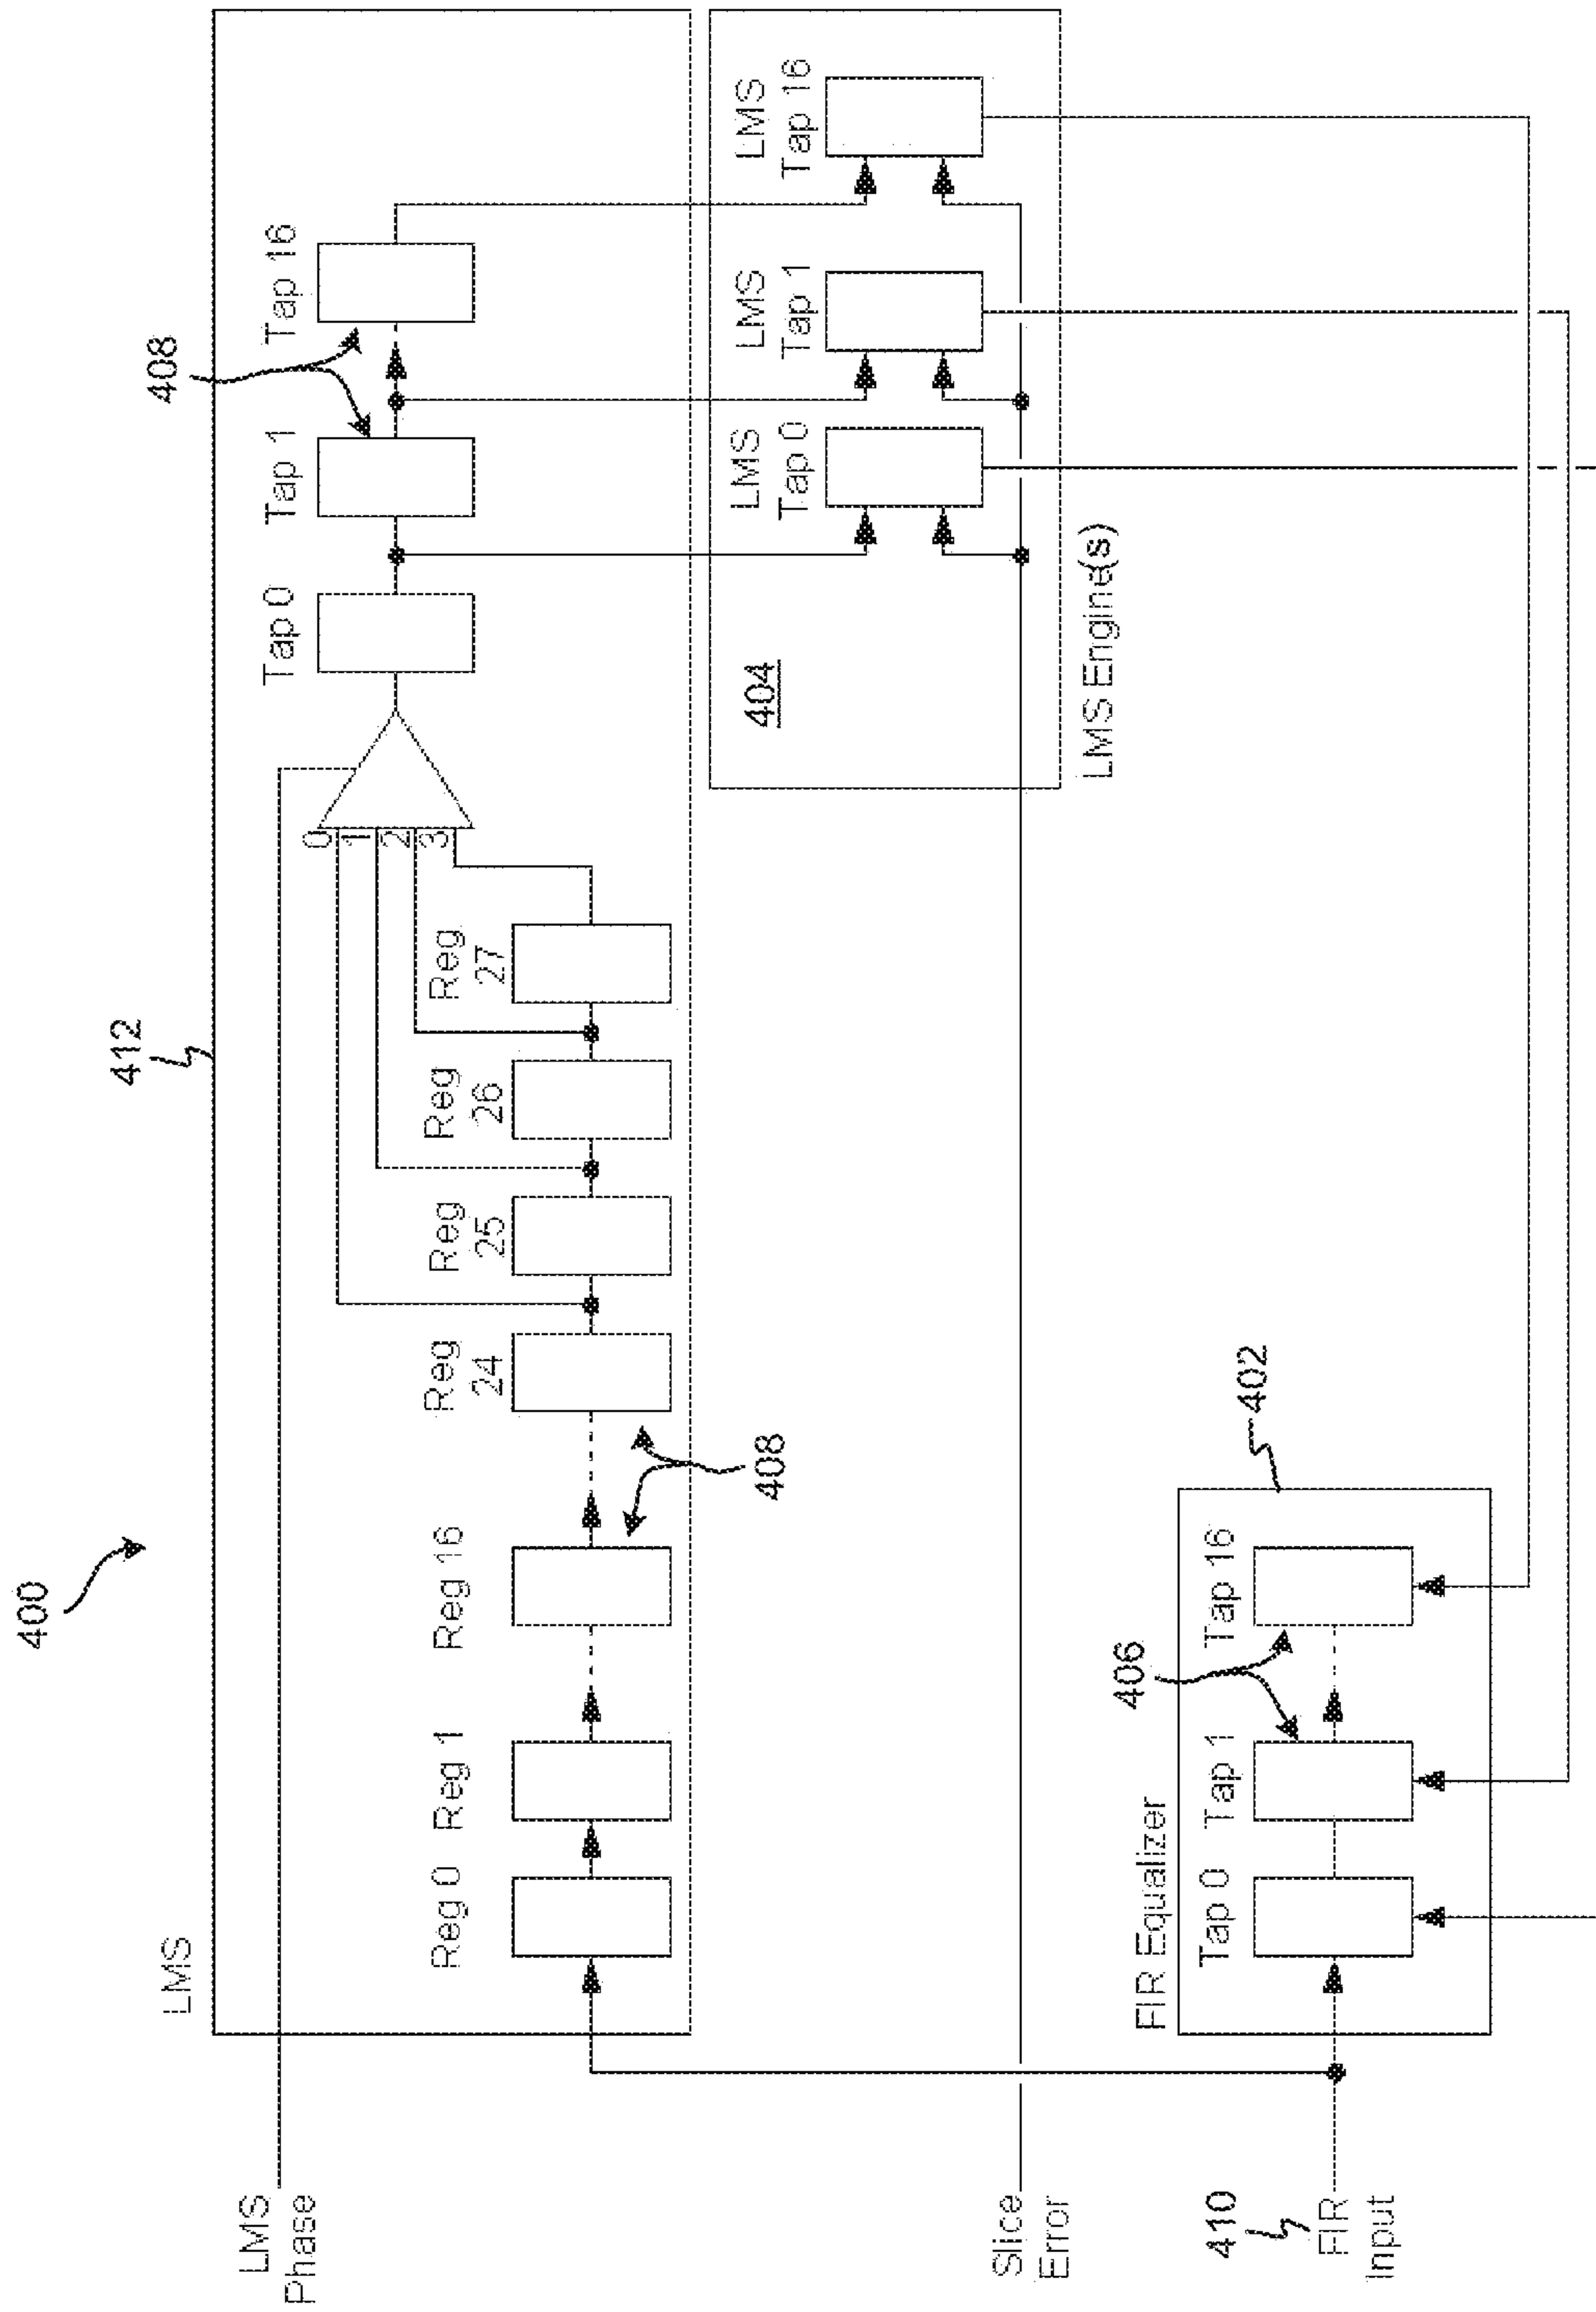 400
412
LMS
LMS
Phase
408
Tap 0
Tap 1
Tap 16
0
1
2
3
Reg 0
Reg 1
Reg 16
Reg
24
Reg
25
Reg
26
Reg
27
408
404
LMS
Tap 0
LMS
Tap 1
LMS
Tap 16
LMS Engine(s)
Slice
Error
FIR Equalizer
402
406
Tap 0
Tap 1
Tap 16
410
FIR
Input